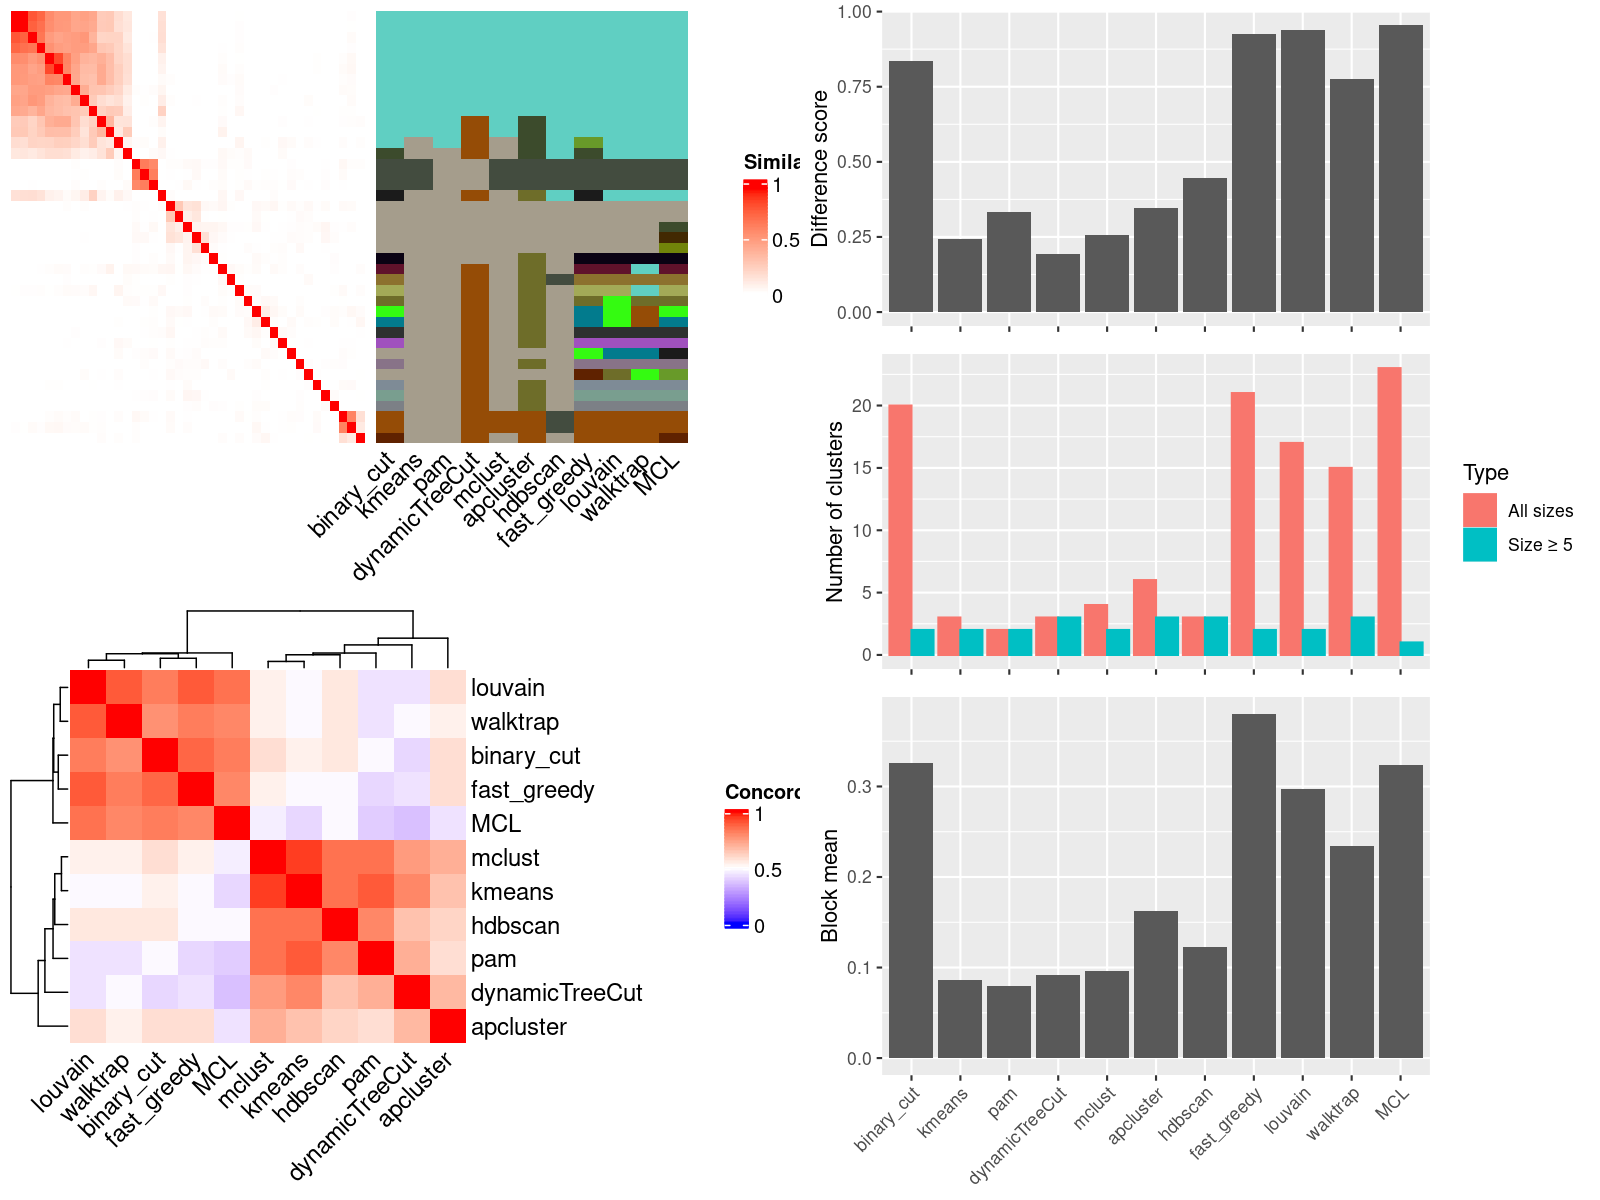 Simila
1
0.5
0
binary_cut
kmeans
pam
dynamicTreeCut
mclust
apcluster
hdbscan
fast_greedy
louvain
walktrap
MCL
louvain
walktrap
binary_cut
fast_greedy
MCL
mclust
kmeans
hdbscan
pam
dynamicTreeCut
apcluster
louvain
walktrap
binary_cut
fast_greedy
MCL
mclust
kmeans
hdbscan
pam
dynamicTreeCut
apcluster
Concord
1
0.5
0
Difference score
1.00
0.75
0.50
0.25
0.00
Number of clusters
20
15
10
5
0
Type
All sizes
Size ≥ 5
Block mean
0.3
0.2
0.1
0.0
binary_cut
kmeans
pam
dynamicTreeCut
mclust
apcluster
hdbscan
fast_greedy
louvain
walktrap
MCL